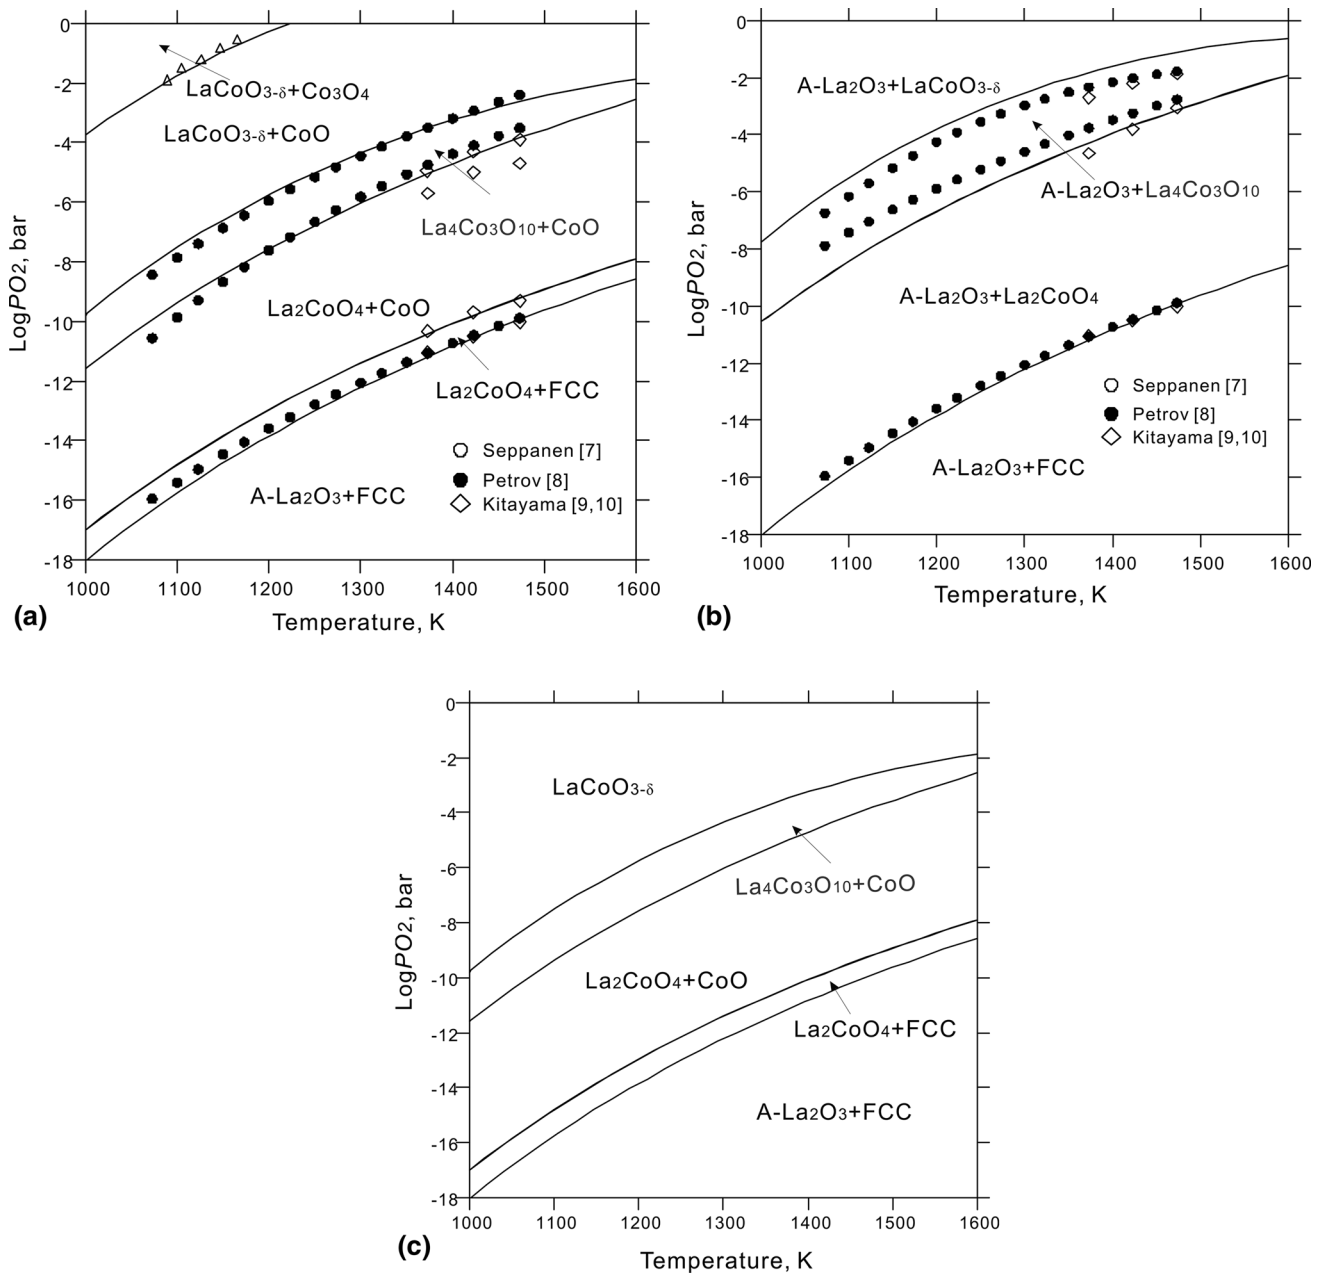 0
-2
-4
-6
-8
-10
-12
-14
-16
-18
LogPO2, bar
LaCoO3-δ+Co3O4
LaCoO3-δ+CoO
La4Co3O10+CoO
La2CoO4+CoO
La2CoO4+FCC
A-La2O3+FCC
Seppanen [7]
Petrov [8]
Kitayama [9,10]
1000 1100 1200 1300 1400 1500 1600
Temperature, K
(a)
0
-2
-4
-6
-8
-10
-12
-14
-16
-18
LogPO2, bar
A-La2O3+LaCoO3-δ
A-La2O3+La4Co3O10
A-La2O3+La2CoO4
Seppanen [7]
Petrov [8]
Kitayama [9,10]
A-La2O3+FCC
1000 1100 1200 1300 1400 1500 1600
Temperature, K
(b)
0
-2
-4
-6
-8
-10
-12
-14
-16
-18
LogPO2, bar
LaCoO3-δ
La4Co3O10+CoO
La2CoO4+CoO
La2CoO4+FCC
A-La2O3+FCC
1000 1100 1200 1300 1400 1500 1600
Temperature, K
(c)